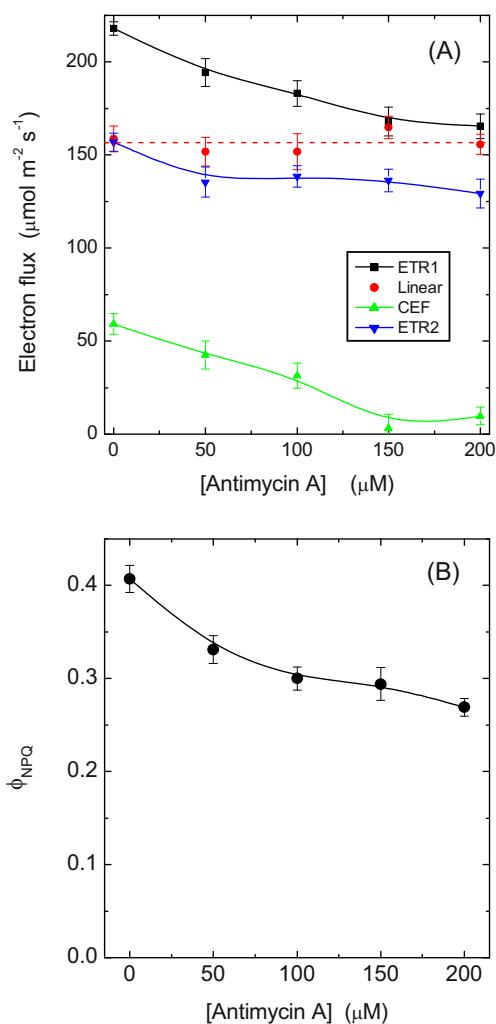 (A)
200
150
100
50
0
Electron flux (μmol m⁻² s⁻¹)
ETR1
Linear
CEF
ETR2
0 50 100 150 200
[Antimycin A] (μM)
(B)
0.4
0.3
0.2
0.1
0.0
ϕNPQ
0 50 100 150 200
[Antimycin A] (μM)